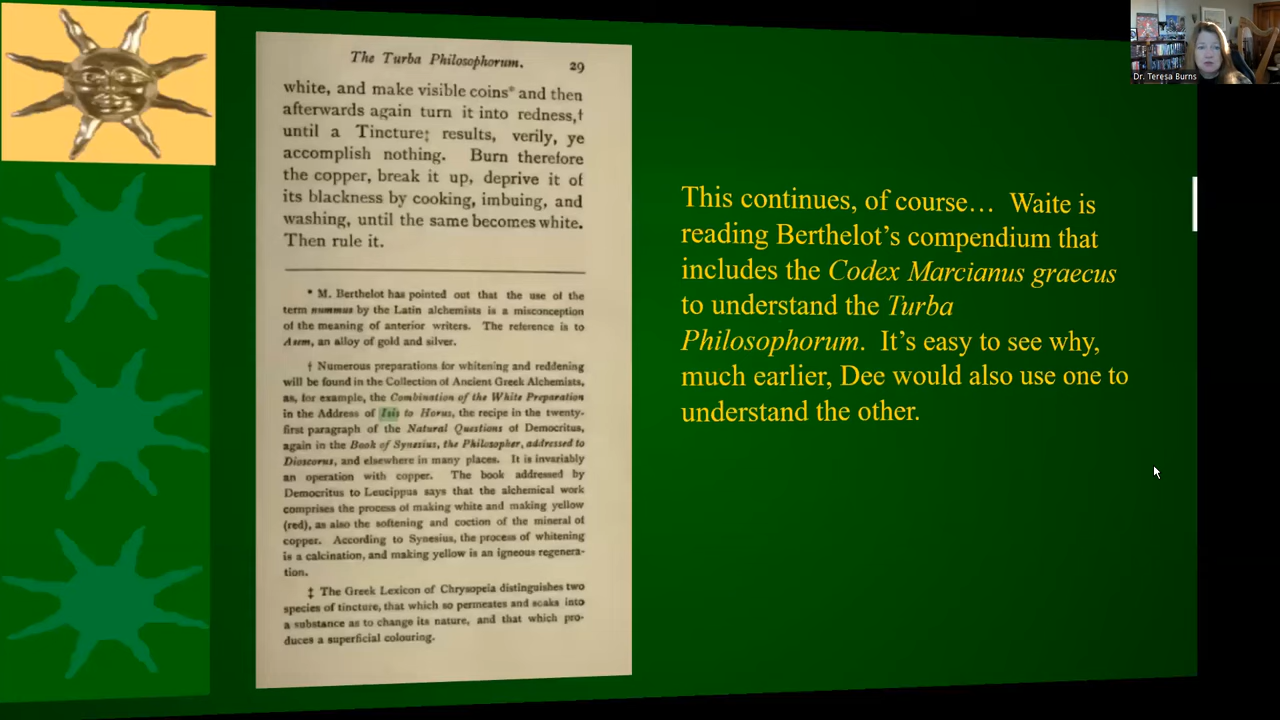 The Turba Philosophorum. 29
white, and make visible coins* and then
afterwards again turn it into redness,†
until a Tincture‡ results, verily, ye
accomplish nothing. Burn therefore
the copper, break it up, deprive it of
its blackness by cooking, imbuing, and
washing, until the same becomes white.
Then rule it.
* M. Berthelot has pointed out that the use of the
term nummus by the Latin alchemists is a misconception
of the meaning of anterior writers. The reference is to
Asem, an alloy of gold and silver.
† Numerous preparations for whitening and reddening
will be found in the Collection of Ancient Greek Alchemists,
as, for example, the Combination of the White Preparation
in the Address of Isis to Horus, the recipe in the twenty-
first paragraph of the Natural Questions of Democritus,
again in the Book of Synesius, the Philosopher, addressed to
Dioscorus, and elsewhere in many places. It is invariably
an operation with copper. The book addressed by
Democritus to Leucippus says that the alchemical work
comprises the process of making white and making yellow
(red), as also the softening and coction of the mineral of
copper. According to Synesius, the process of whitening
is a calcination, and making yellow is an igneous regenera-
tion.
‡ The Greek Lexicon of Chrysopeia distinguishes two
species of tincture, that which so permeates and soaks into
a substance as to change its nature, and that which pro-
duces a superficial colouring.
This continues, of course… Waite is
reading Berthelot’s compendium that
includes the Codex Marcianus graecus
to understand the Turba
Philosophorum. It’s easy to see why,
much earlier, Dee would also use one to
understand the other.
Dr. Teresa Burns